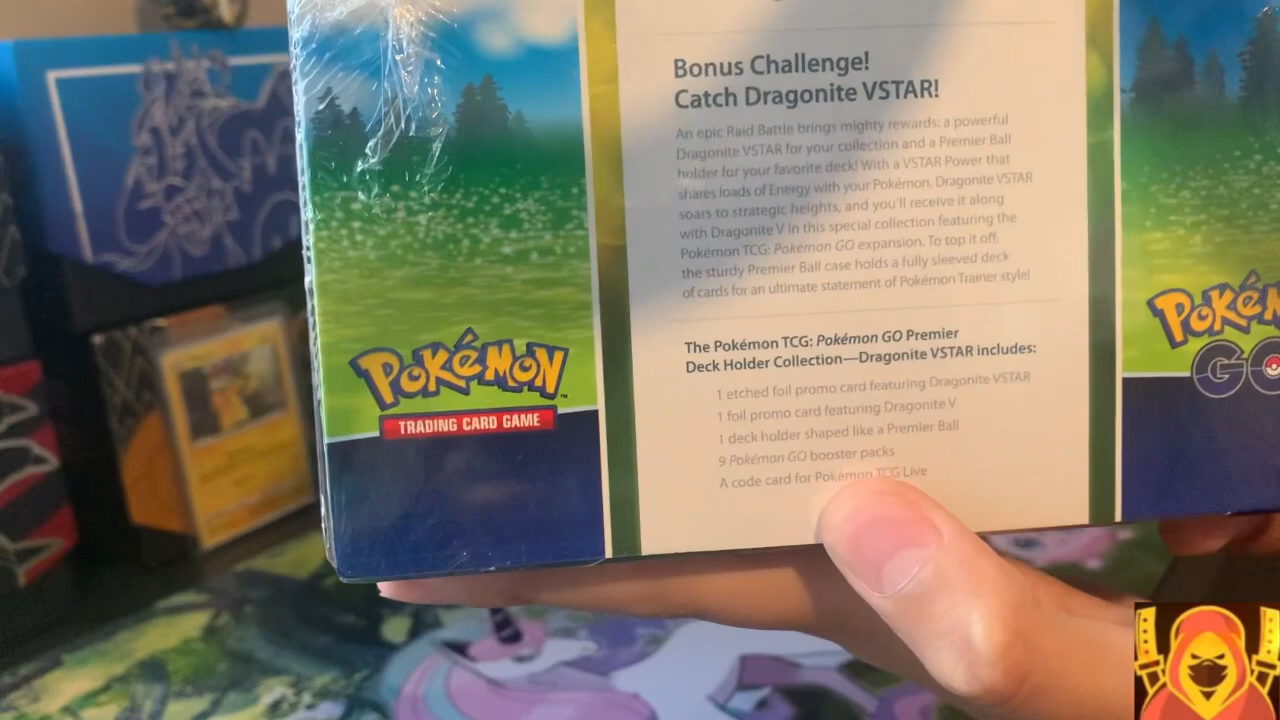 Bonus Challenge!
Catch Dragonite VSTAR!
An epic Raid Battle brings mighty rewards: a powerful
Dragonite VSTAR for your collection and a Premier Ball
holder for your favorite deck! With a VSTAR Power that
shares loads of Energy with your Pokémon, Dragonite VSTAR
soars to strategic heights, and you'll receive it along
with Dragonite V in this special collection featuring the
Pokémon TCG: Pokémon GO expansion. To top it off,
the sturdy Premier Ball case holds a fully sleeved deck
of cards for an ultimate statement of Pokémon Trainer style!
The Pokémon TCG: Pokémon GO Premier
Deck Holder Collection—Dragonite VSTAR includes:
1 etched foil promo card featuring Dragonite VSTAR
1 foil promo card featuring Dragonite V
1 deck holder shaped like a Premier Ball
9 Pokémon GO booster packs
A code card for Pokémon TCG Live
POKÉMON™
TRADING CARD GAME
GO